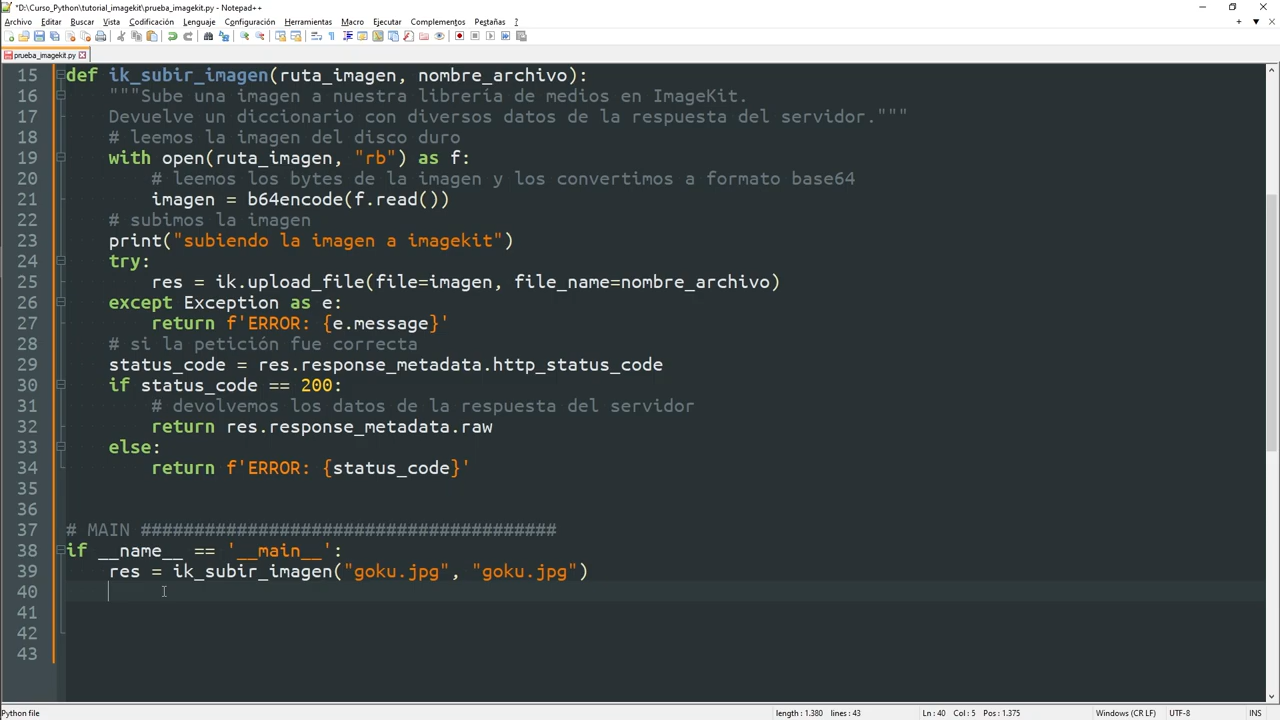 *D:\Curso_Python\tutorial_imagekit\prueba_imagekit.py - Notepad++
Archivo Editar Buscar Vista Codificación Lenguaje Configuración Herramientas Macro Ejecutar Complementos Pestañas ?
prueba_imagekit.py
15 def ik_subir_imagen(ruta_imagen, nombre_archivo):
16     """Sube una imagen a nuestra librería de medios en ImageKit.
17     Devuelve un diccionario con diversos datos de la respuesta del servidor."""
18     # leemos la imagen del disco duro
19     with open(ruta_imagen, "rb") as f:
20         # leemos los bytes de la imagen y los convertimos a formato base64
21         imagen = b64encode(f.read())
22     # subimos la imagen
23     print("subiendo la imagen a imagekit")
24     try:
25         res = ik.upload_file(file=imagen, file_name=nombre_archivo)
26     except Exception as e:
27         return f'ERROR: {e.message}'
28     # si la petición fue correcta
29     status_code = res.response_metadata.http_status_code
30     if status_code == 200:
31         # devolvemos los datos de la respuesta del servidor
32         return res.response_metadata.raw
33     else:
34         return f'ERROR: {status_code}'
35
36
37 # MAIN #######################################
38 if __name__ == '__main__':
39     res = ik_subir_imagen("goku.jpg", "goku.jpg")
40
41
42
43
Python file length : 1.380 lines : 43 Ln : 40 Col : 5 Pos : 1.375 Windows (CR LF) UTF-8 INS